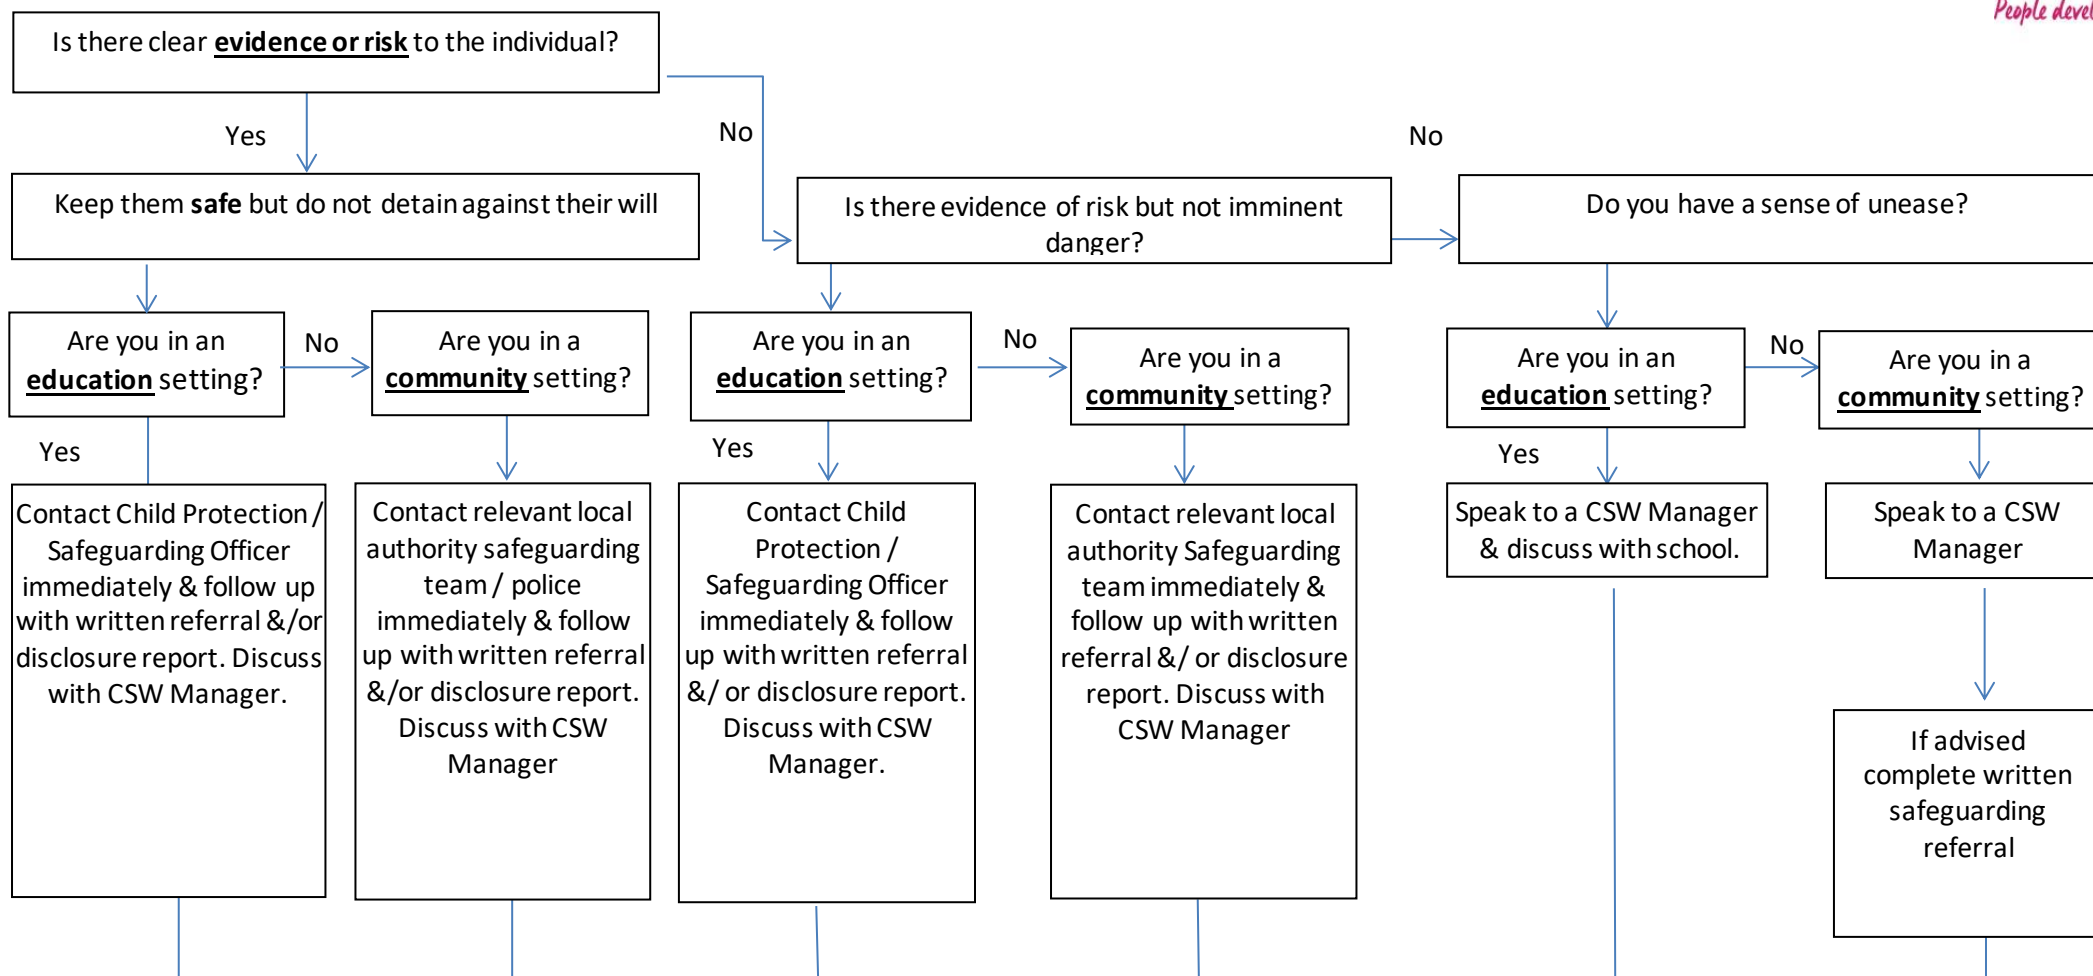 People devel
Is there clear evidence or risk to the individual?
Yes
No
No
Keep them safe but do not detain against their will
Is there evidence of risk but not imminent
danger?
Do you have a sense of unease?
Are you in an
education setting?
No
Are you in a
community setting?
Are you in an
education setting?
No
Are you in a
community setting?
Are you in an
education setting?
No
Are you in a
community setting?
Yes
Yes
Yes
Contact Child Protection /
Safeguarding Officer
immediately & follow up
with written referral &/or
disclosure report. Discuss
with CSW Manager.
Contact relevant local
authority safeguarding
team / police
immediately & follow
up with written referral
&/or disclosure report.
Discuss with CSW
Manager
Contact Child
Protection /
Safeguarding Officer
immediately & follow
up with written referral
&/ or disclosure report.
Discuss with CSW
Manager.
Contact relevant local
authority Safeguarding
team immediately &
follow up with written
referral &/ or disclosure
report. Discuss with
CSW Manager
Speak to a CSW Manager
& discuss with school.
Speak to a CSW
Manager
If advised
complete written
safeguarding
referral